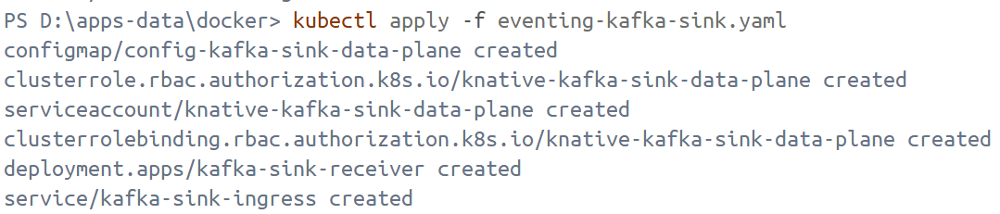 PS D:\apps-data\docker> kubectl apply -f eventing-kafka-sink.yaml
configmap/config-kafka-sink-data-plane created
clusterrole.rbac.authorization.k8s.io/knative-kafka-sink-data-plane created
serviceaccount/knative-kafka-sink-data-plane created
clusterrolebinding.rbac.authorization.k8s.io/knative-kafka-sink-data-plane created
deployment.apps/kafka-sink-receiver created
service/kafka-sink-ingress created